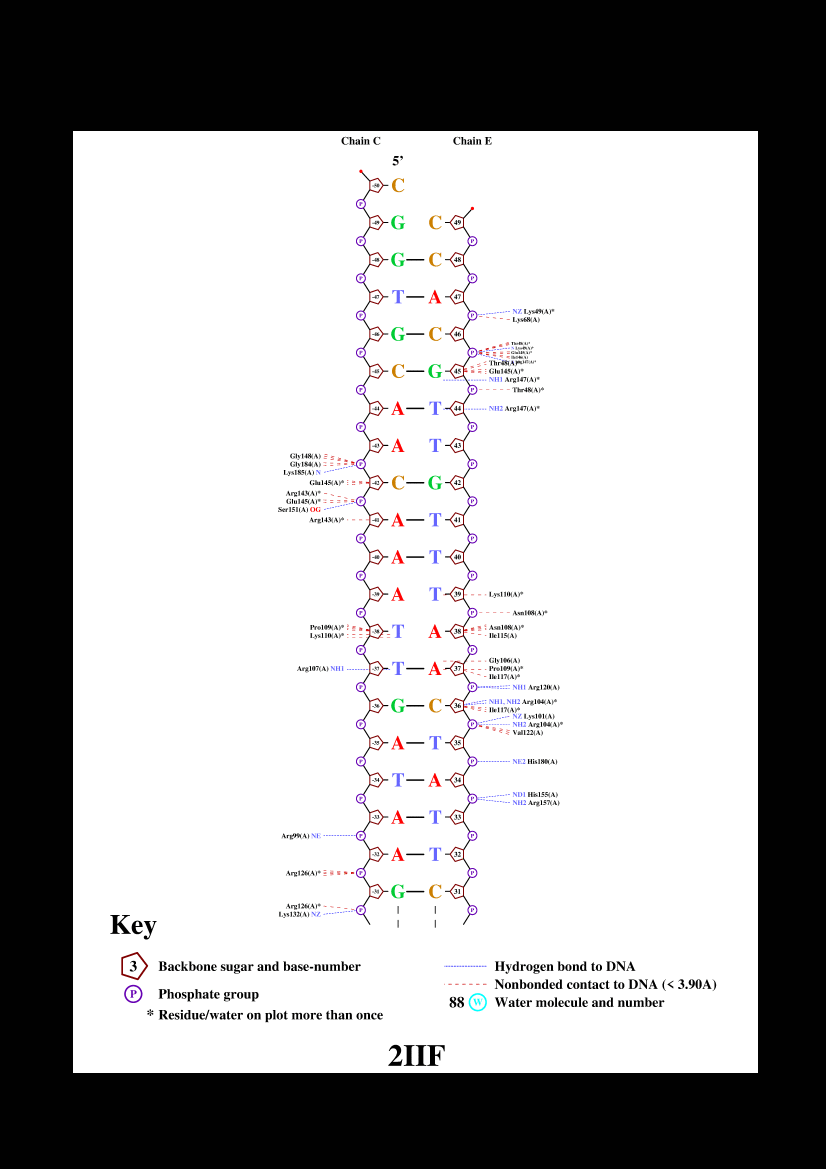 Chain C Chain E
5’
-50 C
P
-49 G C 49
P P
-48 G C 48
P P
-47 T A 47
P P NZ Lys49(A)*
Lys68(A)
-46 G C 46
P P
Thr48(A)*
-45 C G 45 Glu145(A)*
NH1 Arg147(A)*
P P Thr48(A)*
-44 A T 44 NH2 Arg147(A)*
P P
-43 A T 43
Gly148(A)
Gly184(A) P P
Lys185(A) N
Glu145(A)* -42 C G 42
Arg143(A)*
Glu145(A)* P P
Ser151(A) OG
Arg143(A)* -41 A T 41
P P
-40 A T 40
P P
-39 A T 39 Lys110(A)*
P P Asn108(A)*
Pro109(A)* -38 T A 38 Asn108(A)*
Lys110(A)* Ile115(A)
P P
Gly106(A)
Arg107(A) NH1 -37 T A 37 Pro109(A)*
Ile117(A)*
P P NH1 Arg120(A)
-36 G C 36 NH1, NH2 Arg104(A)*
Ile117(A)*
NZ Lys101(A)
P P NH2 Arg104(A)*
Val122(A)
-35 A T 35
P P NE2 His180(A)
-34 T A 34
P P ND1 His155(A)
NH2 Arg157(A)
-33 A T 33
Arg99(A) NE P P
-32 A T 32
Arg126(A)* P P
-31 G C 31
Arg126(A)* P P
Lys132(A) NZ
Key
3 Backbone sugar and base-number
P Phosphate group
* Residue/water on plot more than once
Hydrogen bond to DNA
Nonbonded contact to DNA (< 3.90A)
88 W Water molecule and number
2IIF